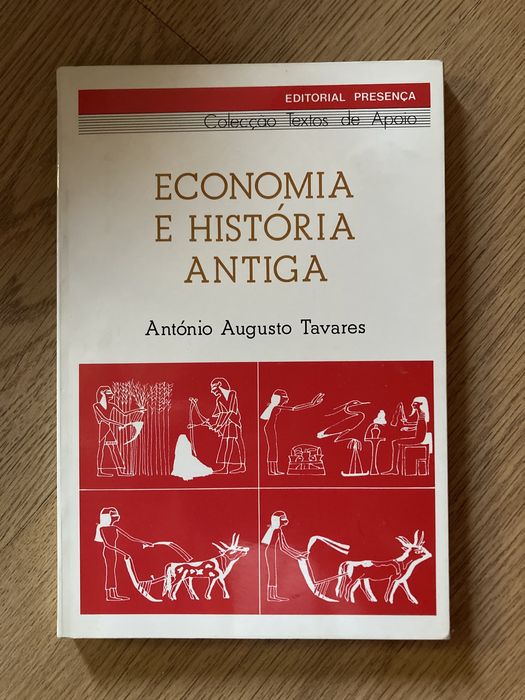 EDITORIAL PRESENÇA
Colecção Textos de Apoio
ECONOMIA
E HISTÓRIA
ANTIGA
António Augusto Tavares